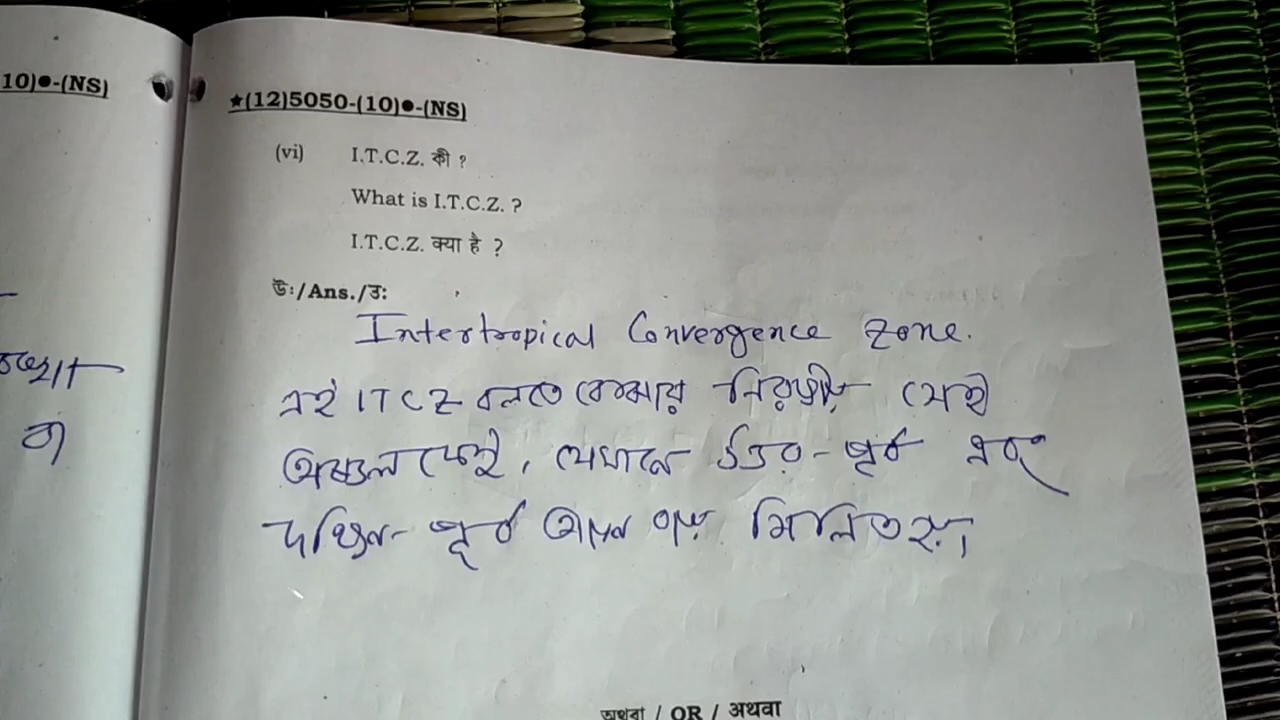 10)●-(NS)
★(12)5050-(10)●-(NS)
(vi) I.T.C.Z. কী ?
What is I.T.C.Z. ?
I.T.C.Z. क्या है ?
উঃ/Ans./उ:
Intertropical Convergence Zone.
এই ITCZ বলতে বোঝায় নিরক্ষীয় সেই
অঞ্চলকেই, যেখানে উত্তর-পূর্ব এবং
দক্ষিন-পূর্ব আয়ন বায়ু মিলিত হয়।
অথবা / OR / अथवा